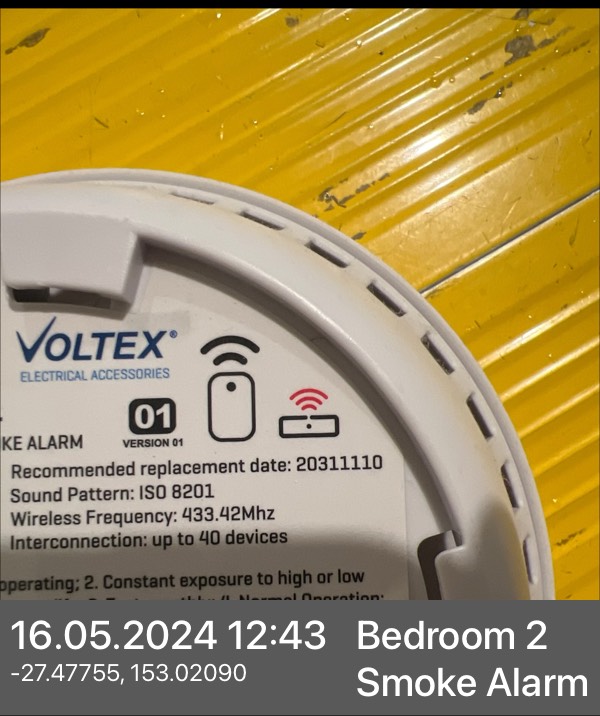 VOLTEX®
ELECTRICAL ACCESSORIES
01
VERSION 01
KE ALARM
Recommended replacement date: 20311110
Sound Pattern: ISO 8201
Wireless Frequency: 433.42Mhz
Interconnection: up to 40 devices
operating; 2. Constant exposure to high or low
Normal Operation:
16.05.2024 12:43
-27.47755, 153.02090
Bedroom 2
Smoke Alarm